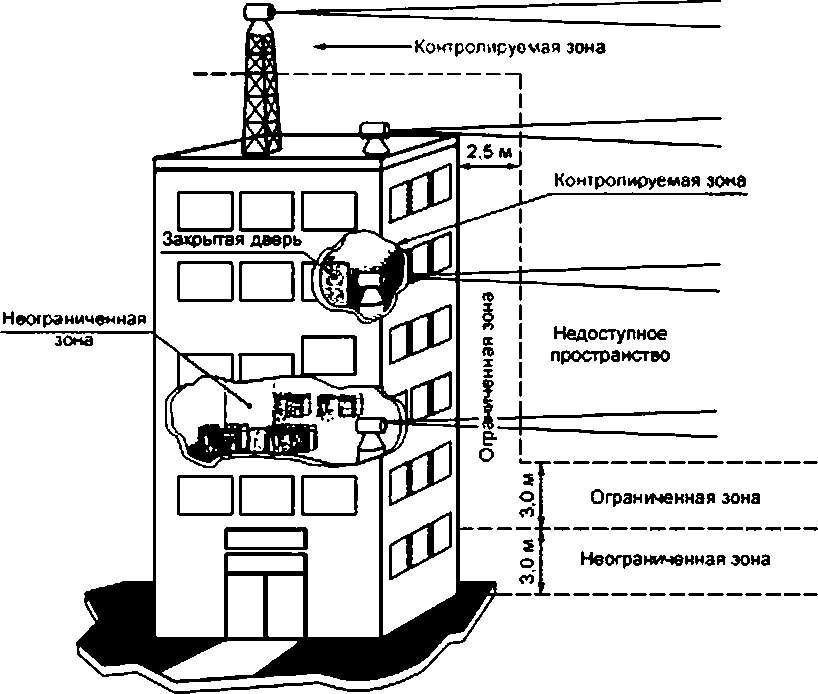 Контролируемая зона
2,5 м
Контролируемая зона
Закрытая дверь
Неограниченная
зона
Ограниченная зона
Недоступное
пространство
3,0 м
Ограниченная зона
3,0 м
Неограниченная зона